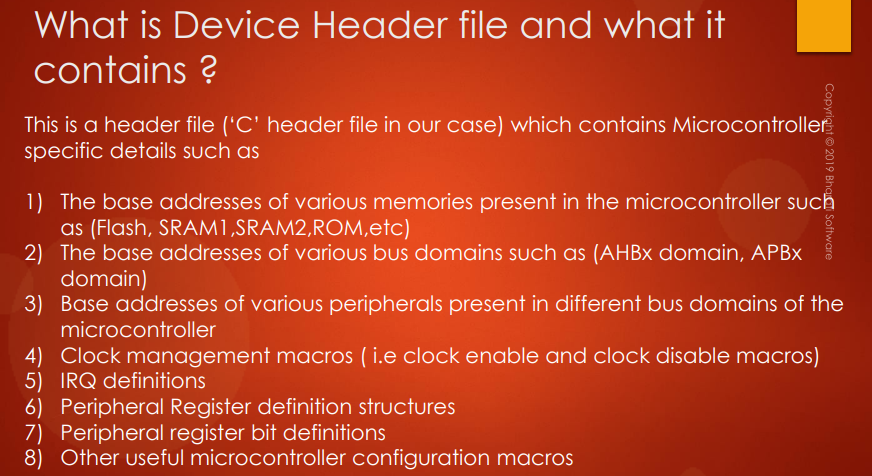 What is Device Header file and what it
contains ?
This is a header file (‘C’ header file in our case) which contains Microcontroller
specific details such as
1) The base addresses of various memories present in the microcontroller such
as (Flash, SRAM1,SRAM2,ROM,etc)
2) The base addresses of various bus domains such as (AHBx domain, APBx
domain)
3) Base addresses of various peripherals present in different bus domains of the
microcontroller
4) Clock management macros ( i.e clock enable and clock disable macros)
5) IRQ definitions
6) Peripheral Register definition structures
7) Peripheral register bit definitions
8) Other useful microcontroller configuration macros
Copyright © 2019 Software